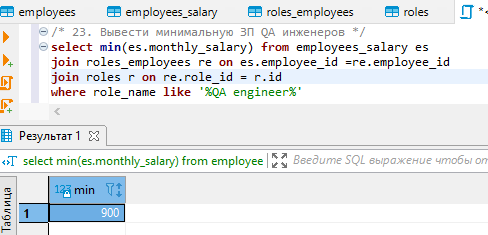 employees
employees_salary
roles_employees
roles
/* 23. Вывести минимальную ЗП QA инженеров */
select min(es.monthly_salary) from employees_salary es
join roles_employees re on es.employee_id =re.employee_id
join roles r on re.role_id = r.id
where role_name like '%QA engineer%'
Результат 1
select min(es.monthly_salary) from employee
Введите SQL выражение чтобы от
Таблица
123 min
1
900